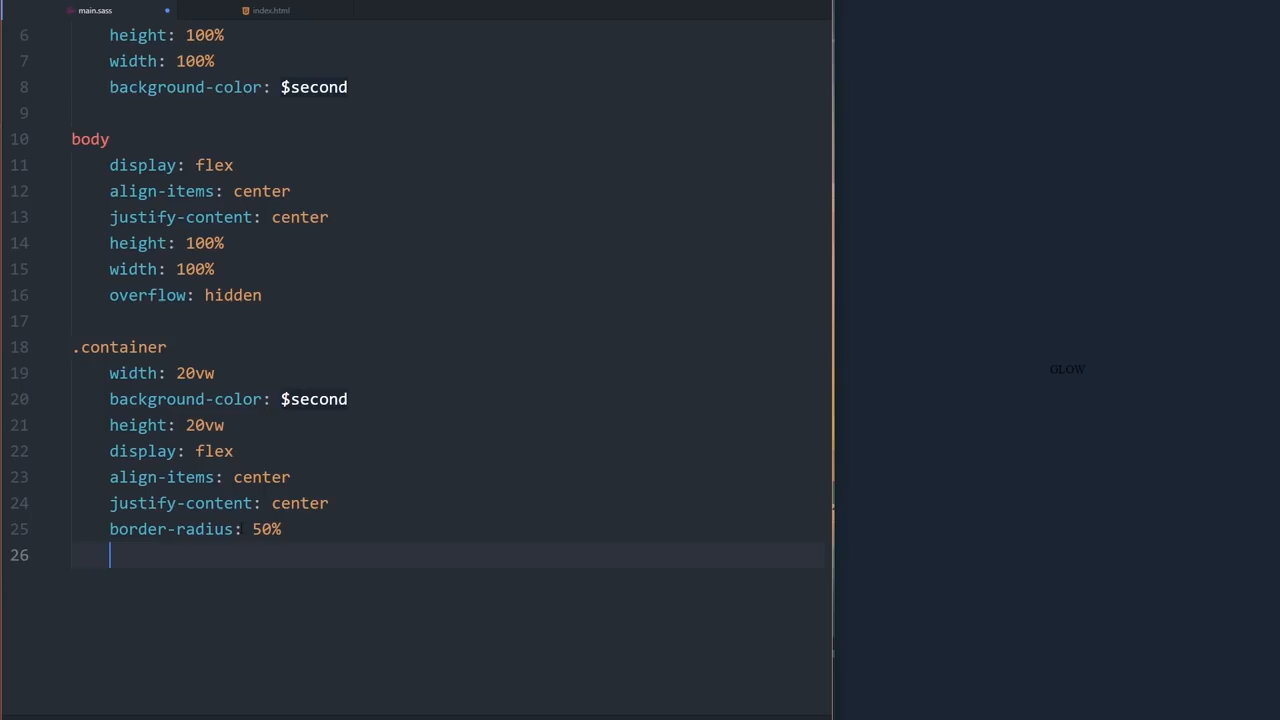 main.sass
index.html
6 height: 100%
7 width: 100%
8 background-color: $second
9
10 body
11 display: flex
12 align-items: center
13 justify-content: center
14 height: 100%
15 width: 100%
16 overflow: hidden
17
18 .container
19 width: 20vw
20 background-color: $second
21 height: 20vw
22 display: flex
23 align-items: center
24 justify-content: center
25 border-radius: 50%
26
GLOW